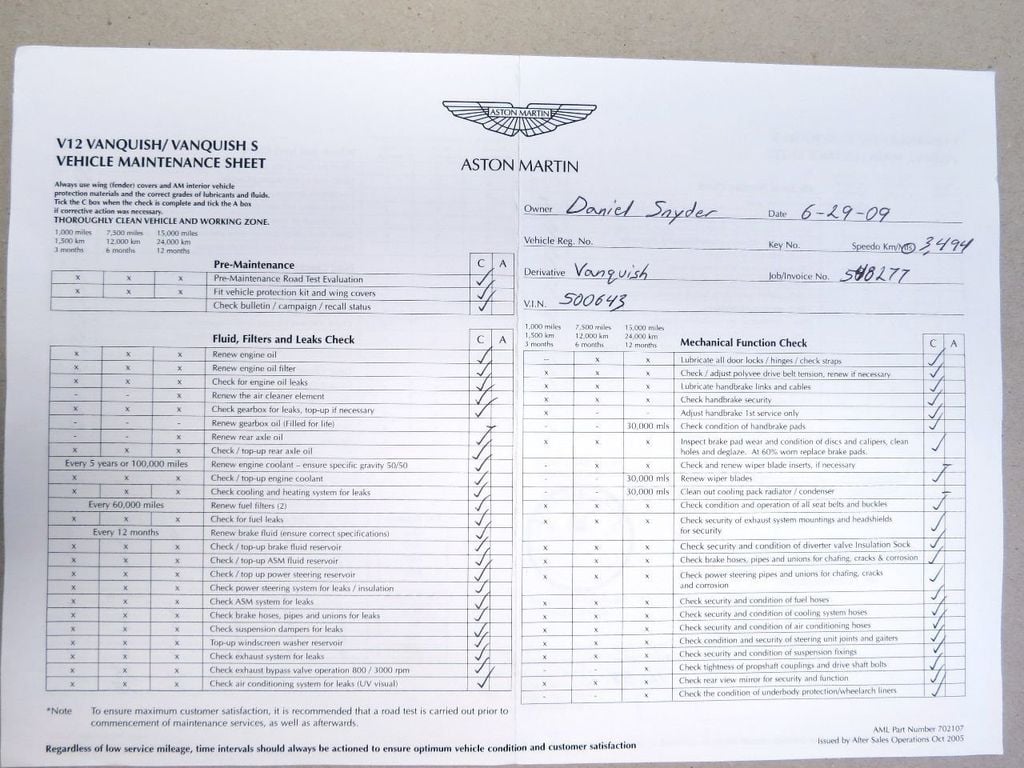 ASTON MARTIN
V12 VANQUISH/ VANQUISH S
VEHICLE MAINTENANCE SHEET
ASTON MARTIN
Always use wing (fender) covers and AM interior vehicle
protection materials and the correct grades of lubricants and fluids.
Tick the C box when the check is complete and tick the A box
if corrective action was necessary.
THOROUGHLY CLEAN VEHICLE AND WORKING ZONE.
1,000 miles 7,500 miles 15,000 miles
1,500 km 12,000 km 24,000 km
3 months 6 months 12 months
Pre-Maintenance C A
x x x Pre-Maintenance Road Test Evaluation
x x x Fit vehicle protection kit and wing covers
Check bulletin / campaign / recall status
Fluid, Filters and Leaks Check C A
x x x Renew engine oil
x x x Renew engine oil filter
x x x Check for engine oil leaks
- - x Renew the air cleaner element
x x x Check gearbox for leaks, top-up if necessary
- - - Renew gearbox oil (Filled for life)
- - x Renew rear axle oil
x x x Check / top-up rear axle oil
Every 5 years or 100,000 miles Renew engine coolant – ensure specific gravity 50/50
x x x Check / top-up engine coolant
x x x Check cooling and heating system for leaks
Every 60,000 miles Renew fuel filters (2)
x x x Check for fuel leaks
Every 12 months Renew brake fluid (ensure correct specifications)
x x x Check / top-up brake fluid reservoir
x x x Check / top-up ASM fluid reservoir
x x x Check / top up power steering reservoir
x x x Check power steering system for leaks / insulation
x x x Check ASM system for leaks
x x x Check brake hoses, pipes and unions for leaks
x x x Check suspension dampers for leaks
x x x Top-up windscreen washer reservoir
x x x Check exhaust system for leaks
x x x Check exhaust bypass valve operation 800 / 3000 rpm
x x x Check air conditioning system for leaks (UV visual)
*Note To ensure maximum customer satisfaction, it is recommended that a road test is carried out prior to
commencement of maintenance services, as well as afterwards.
Regardless of low service mileage, time intervals should always be actioned to ensure optimum vehicle condition and customer satisfaction
Owner Daniel Snyder Date 6-29-09
Vehicle Reg. No. Key No. Speedo Km/Mls 3,494
Derivative Vanquish Job/Invoice No.
V.I.N. 500643
1,000 miles 7,500 miles 15,000 miles
1,500 km 12,000 km 24,000 km
3 months 6 months 12 months
Mechanical Function Check C A
- x x Lubricate all door locks / hinges / check straps
x x x Check / adjust polyvee drive belt tension, renew if necessary
x x x Lubricate handbrake links and cables
x x x Check handbrake security
x - - Adjust handbrake 1st service only
- - 30,000 mls Check condition of handbrake pads
x x x Inspect brake pad wear and condition of discs and calipers, clean
holes and deglaze. At 60% worn replace brake pads.
- x x Check and renew wiper blade inserts, if necessary
- - 30,000 mls Renew wiper blades
- - 30,000 mls Clean out cooling pack radiator / condenser
x x x Check condition and operation of all seat belts and buckles
x x x Check security of exhaust system mountings and headshields
for security
x x x Check security and condition of diverter valve Insulation Sock
x x x Check brake hoses, pipes and unions for chafing, cracks & corrosion
x x x Check power steering pipes and unions for chafing, cracks
and corrosion
x x x Check security and condition of fuel hoses
x x x Check security and condition of cooling system hoses
x x x Check security and condition of air conditioning hoses
x x x Check condition and security of steering unit joints and gaiters
x x x Check security and condition of suspension fixings
- - x Check tightness of propshaft couplings and drive shaft bolts
x x x Check rear view mirror for security and function
- - x Check the condition of underbody protection/wheelarch liners
AML Part Number 702107
Issued by After Sales Operations Oct 2005